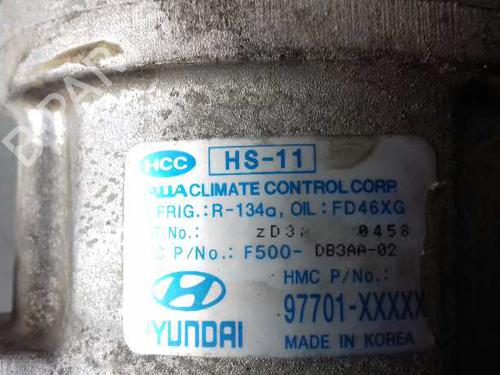 HCC HS-11
CLIMATE CONTROL CORP.
R-134a, OIL: FD46XG
No.: 0458
P/No.: F500- DB3AA-02
HMC P/No.:
97701-XXXXX
HYUNDAI MADE IN KOREA